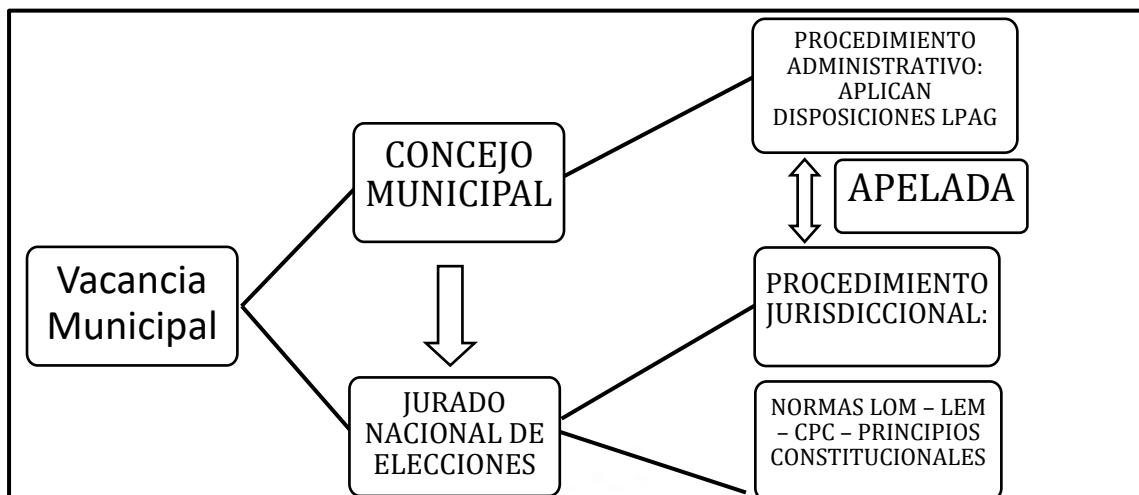 Vacancia
Municipal
CONCEJO
MUNICIPAL
JURADO
NACIONAL DE
ELECCIONES
PROCEDIMIENTO
ADMINISTRATIVO:
APLICAN
DISPOSICIONES LPAG
APELADA
PROCEDIMIENTO
JURISDICCIONAL:
NORMAS LOM – LEM
– CPC – PRINCIPIOS
CONSTITUCIONALES